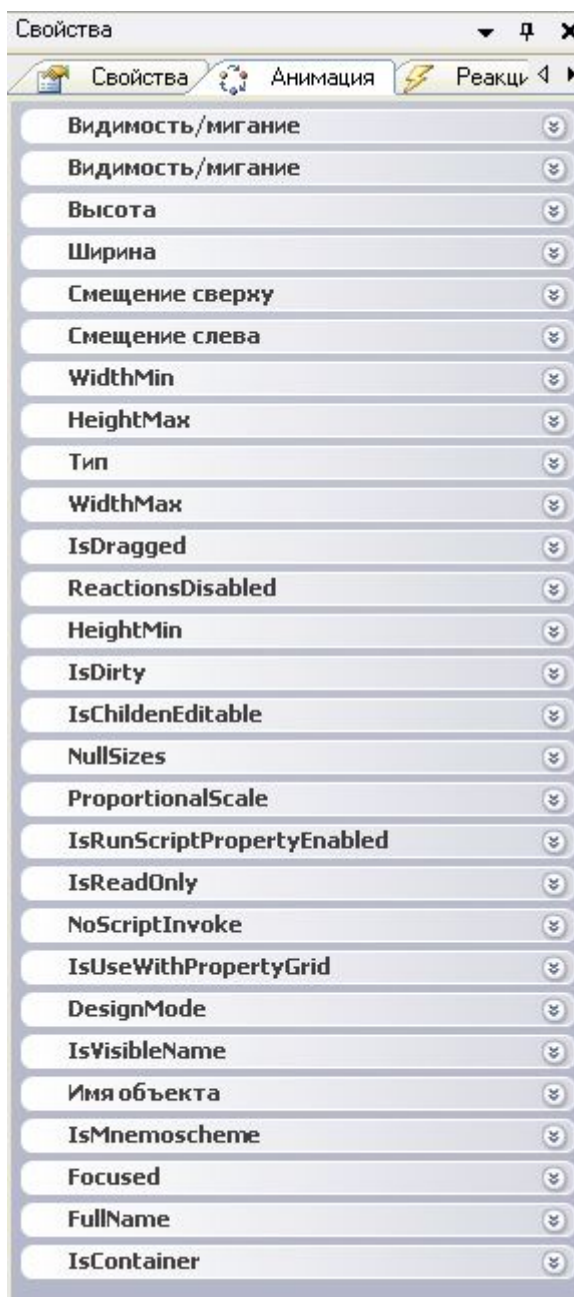 Свойства
Свойства Анимация Реакци
Видимость/мигание
Видимость/мигание
Высота
Ширина
Смещение сверху
Смещение слева
WidthMin
HeightMax
Тип
WidthMax
IsDragged
ReactionsDisabled
HeightMin
IsDirty
IsChildenEditable
NullSizes
ProportionalScale
IsRunScriptPropertyEnabled
IsReadOnly
NoScriptInvoke
IsUseWithPropertyGrid
DesignMode
IsVisibleName
Имя объекта
IsMnemoscheme
Focused
FullName
IsContainer